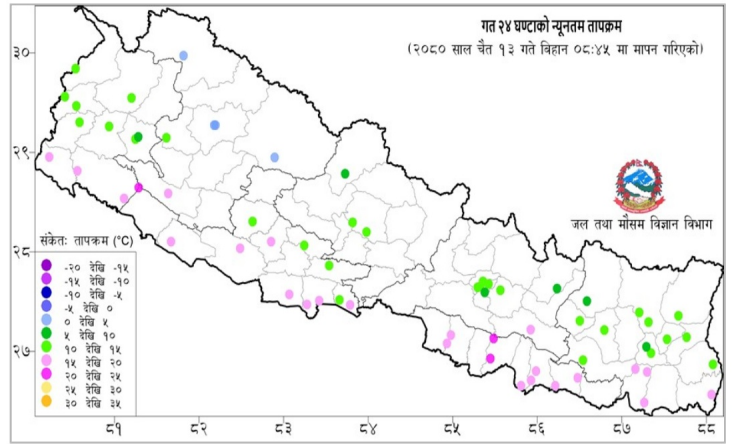 गत २४ घण्टाको न्यूनतम तापक्रम
(२०८० साल चैत १३ गते बिहान ०८:४५ मा मापन गरिएको)
३०
२९
जल तथा मौसम विज्ञान विभाग
२८
संकेत: तापक्रम (°C)
-२० देखि -१५
-१५ देखि -१०
-१० देखि -५
-५ देखि ०
० देखि ५
५ देखि १०
१० देखि १५
१५ देखि २०
२० देखि २५
२५ देखि ३०
३० देखि ३५
२७
८१ ८२ ८३ ८४ ८५ ८६ ८७ ८८